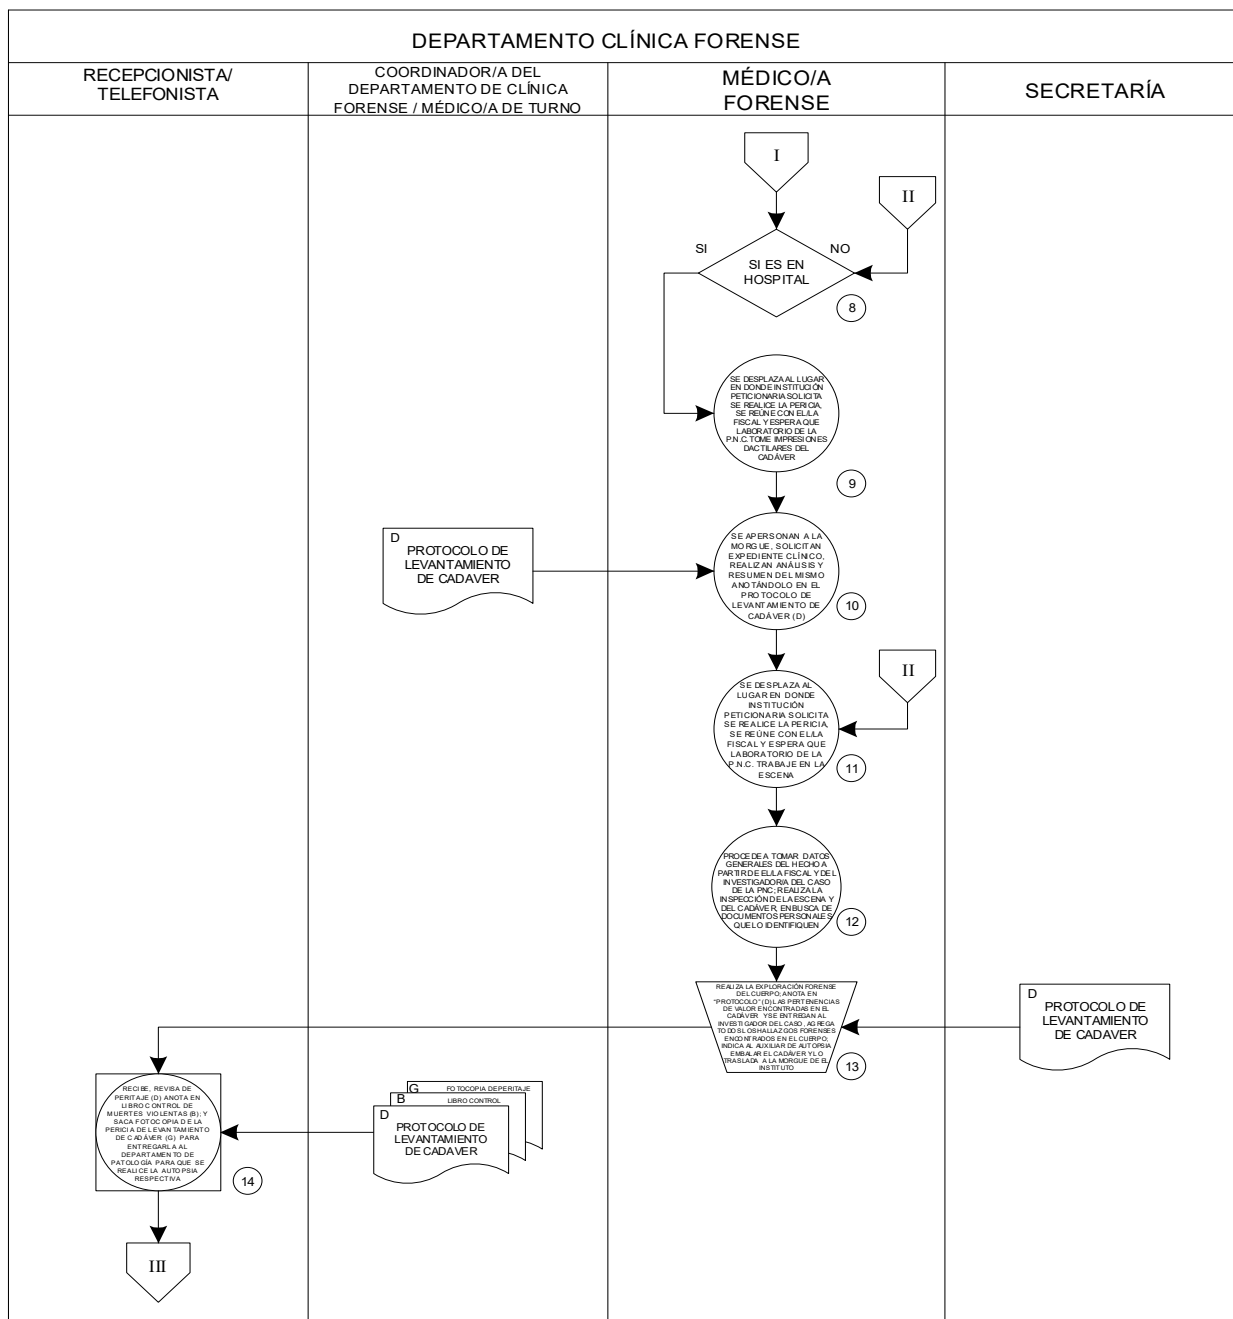 DEPARTAMENTO CLÍNICA FORENSE
RECEPCIONISTA/
TELEFONISTA
COORDINADOR/A DEL
DEPARTAMENTO DE CLÍNICA
FORENSE / MÉDICO/A DE TURNO
MÉDICO/A
FORENSE
SECRETARÍA
I
II
SI
NO
SI ES EN
HOSPITAL
8
SE DESPLAZA AL LUGAR
EN DONDE INSTITUCIÓN
PETICIONARIA SOLICITA
SE REALICE LA PERICIA,
SE REÚNE CON EL/LA
FISCAL Y ESPERA QUE
LABORATORIO DE LA
P.N.C. TOME IMPRESIONES
DACTILARES DEL
CADÁVER
9
D
PROTOCOLO DE
LEVANTAMIENTO
DE CADAVER
SE APERSONAN A LA
MORGUE, SOLICITAN
EXPEDIENTE CLÍNICO,
REALIZAN ANÁLISIS Y
RESUMEN DEL MISMO
ANOTÁNDOLO EN EL
PROTOCOLO DE
LEVANTAMIENTO DE
CADÁVER (D)
10
II
SE DESPLAZA AL
LUGAR EN DONDE
INSTITUCIÓN
PETICIONARIA SOLICITA
SE REALICE LA PERICIA,
SE REÚNE CON EL/LA
FISCAL Y ESPERA QUE
LABORATORIO DE LA
P.N.C. TRABAJE EN LA
ESCENA
11
PROCEDE A TOMAR DATOS
GENERALES DEL HECHO A
PARTIR DE EL/LA FISCAL Y DEL
INVESTIGADOR/A DEL CASO
DE LA PNC; REALIZA LA
INSPECCIÓN DE LA ESCENA Y
DEL CADÁVER, EN BUSCA DE
DOCUMENTOS PERSONALES
QUE LO IDENTIFIQUEN
12
REALIZA LA EXPLORACIÓN FORENSE
DEL CUERPO; ANOTA EN
"PROTOCOLO" (D) LAS PERTENENCIAS
DE VALOR ENCONTRADAS EN EL
CADÁVER Y SE ENTREGAN AL
INVESTIGADOR DEL CASO, AGREGA
TODOS LOS HALLAZGOS FORENSES
ENCONTRADOS EN EL CUERPO;
INDICA AL AUXILIAR DE AUTOPSIA
EMBALAR EL CADÁVER Y LO
TRASLADA A LA MORGUE DE EL
INSTITUTO
13
D
PROTOCOLO DE
LEVANTAMIENTO
DE CADAVER
RECIBE, REVISA DE
PERITAJE (D) ANOTA EN
LIBRO CONTROL DE
MUERTES VIOLENTAS (B); Y
SACA FOTOCOPIA DE LA
PERICIA DE LEVANTAMIENTO
DE CADÁVER (G) PARA
ENTREGARLA AL
DEPARTAMENTO DE
PATOLOGÍA PARA QUE SE
REALICE LA AUTOPSIA
RESPECTIVA
14
G FOTOCOPIA DE PERITAJE
B LIBRO CONTROL
D
PROTOCOLO DE
LEVANTAMIENTO
DE CADAVER
III